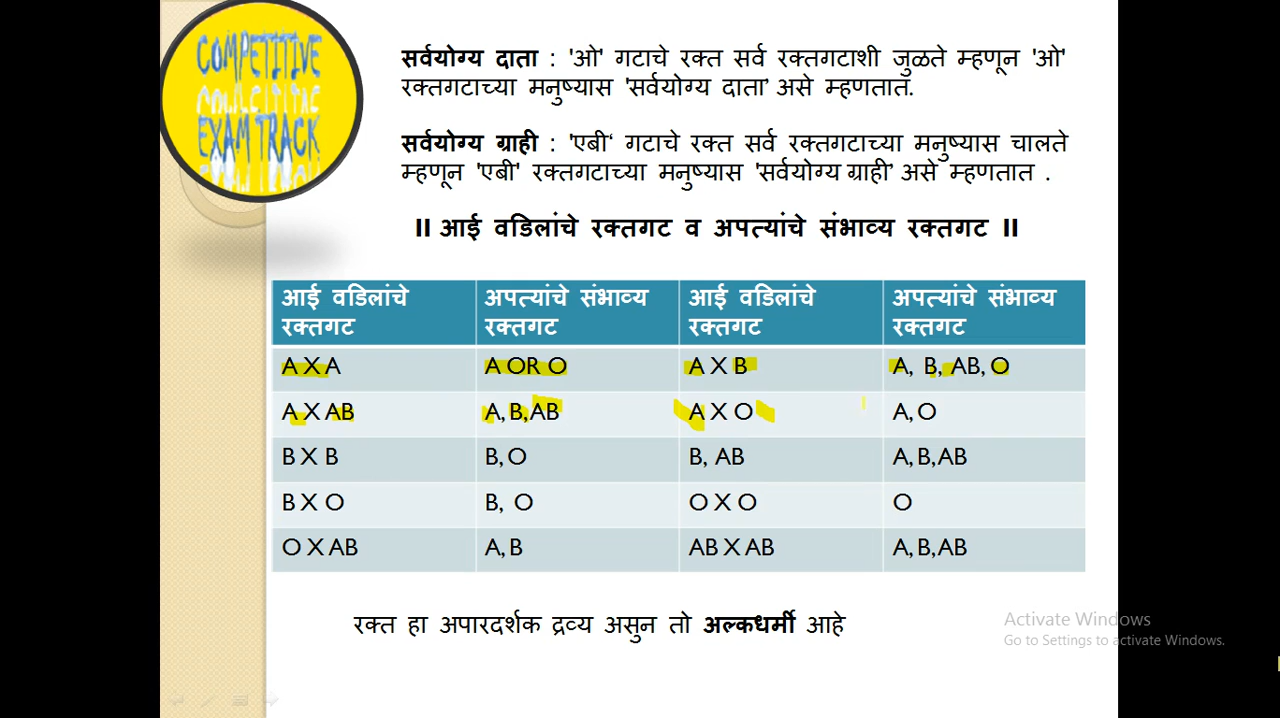 COMPETITIVE
EXAM TRACK
सर्वयोग्य दाता : 'ओ' गटाचे रक्त सर्व रक्तगटाशी जुळते म्हणून 'ओ'
रक्तगटाच्या मनुष्यास 'सर्वयोग्य दाता' असे म्हणतात.
सर्वयोग्य ग्राही : 'एबी‘ गटाचे रक्त सर्व रक्तगटाच्या मनुष्यास चालते
म्हणून 'एबी' रक्तगटाच्या मनुष्यास 'सर्वयोग्य ग्राही' असे म्हणतात .
II आई वडिलांचे रक्तगट व अपत्यांचे संभाव्य रक्तगट II
आई वडिलांचे रक्तगट अपत्यांचे संभाव्य रक्तगट आई वडिलांचे रक्तगट अपत्यांचे संभाव्य रक्तगट
A X A A OR O A X B A, B, AB, O
A X AB A, B, AB A X O A, O
B X B B, O B, AB A, B, AB
B X O B, O O X O O
O X AB A, B AB X AB A, B, AB
रक्त हा अपारदर्शक द्रव्य असुन तो अल्कधर्मी आहे
Activate Windows
Go to Settings to activate Windows.